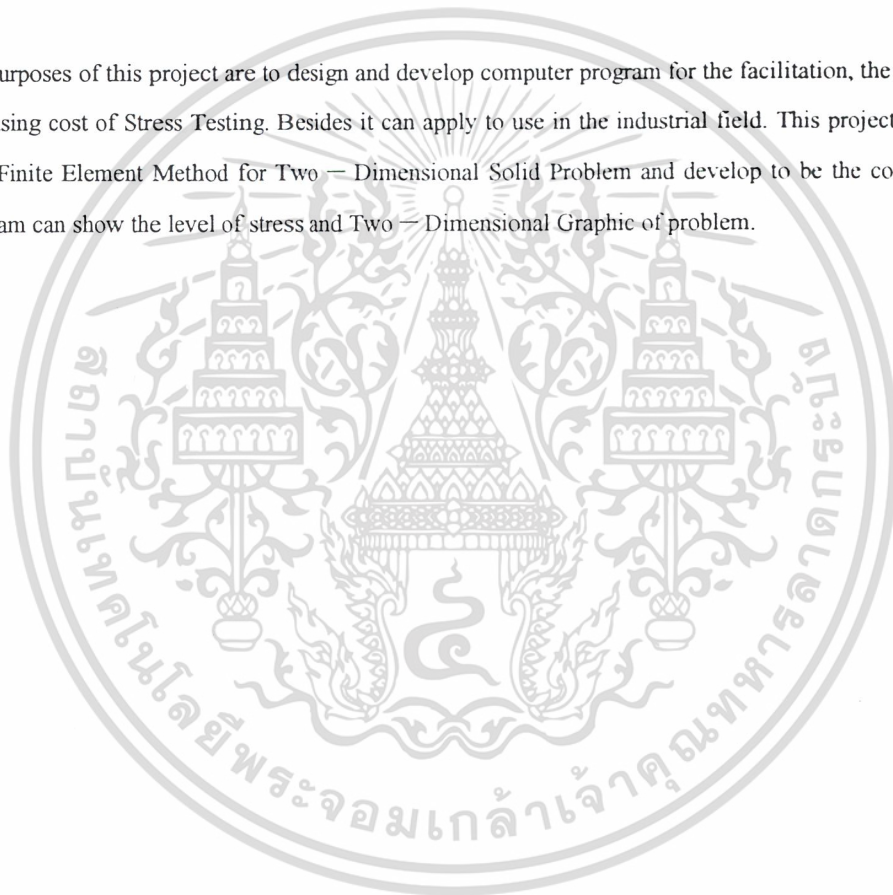 urposes of this project are to design and develop computer program for the facilitation, the
sing cost of Stress Testing. Besides it can apply to use in the industrial field. This project
Finite Element Method for Two — Dimensional Solid Problem and develop to be the co
am can show the level of stress and Two — Dimensional Graphic of problem.
สถาบันเทคโนโลยีพระจอมเกล้าเจ้าคุณทหารลาดกระบัง